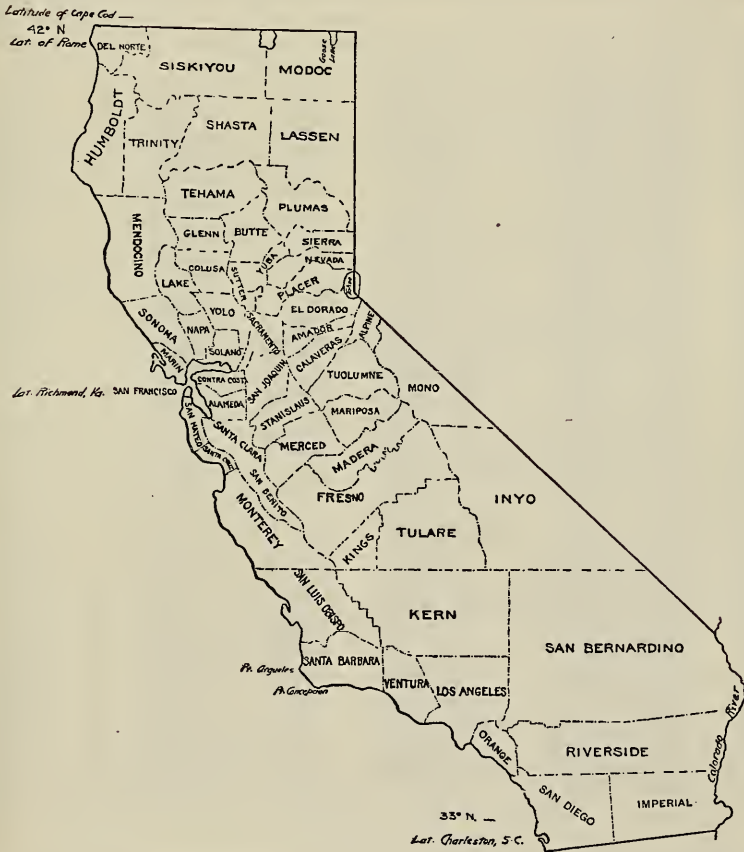 Latitude of Cape Cod
42° N
Lat. of Rome
DEL NORTE
SISKIYOU
MODOC
Goose Lake
HUMBOLDT
TRINITY
SHASTA
LASSEN
TEHAMA
PLUMAS
MENDOCINO
GLENN
BUTTE
SIERRA
YUBA
NEVADA
COLUSA
LAKE
SUTTER
PLACER
YOLO
EL DORADO
SONOMA
NAPA
SACRAMENTO
AMADOR
ALPINE
SOLANO
MARIN
CALAVERAS
CONTRA COSTA
SAN JOAQUIN
TUOLUMNE
MONO
Lat. Richmond, Va.
SAN FRANCISCO
ALAMEDA
STANISLAUS
MARIPOSA
SAN MATEO
SANTA CLARA
SANTA CRUZ
MERCED
MADERA
SAN BENITO
FRESNO
INYO
MONTEREY
KINGS
TULARE
SAN LUIS OBISPO
KERN
SAN BERNARDINO
SANTA BARBARA
Pt. Arguelles
VENTURA
LOS ANGELES
Pt. Concepcion
ORANGE
RIVERSIDE
Colorado River
SAN DIEGO
IMPERIAL
33° N.
Lat. Charleston, S.C.